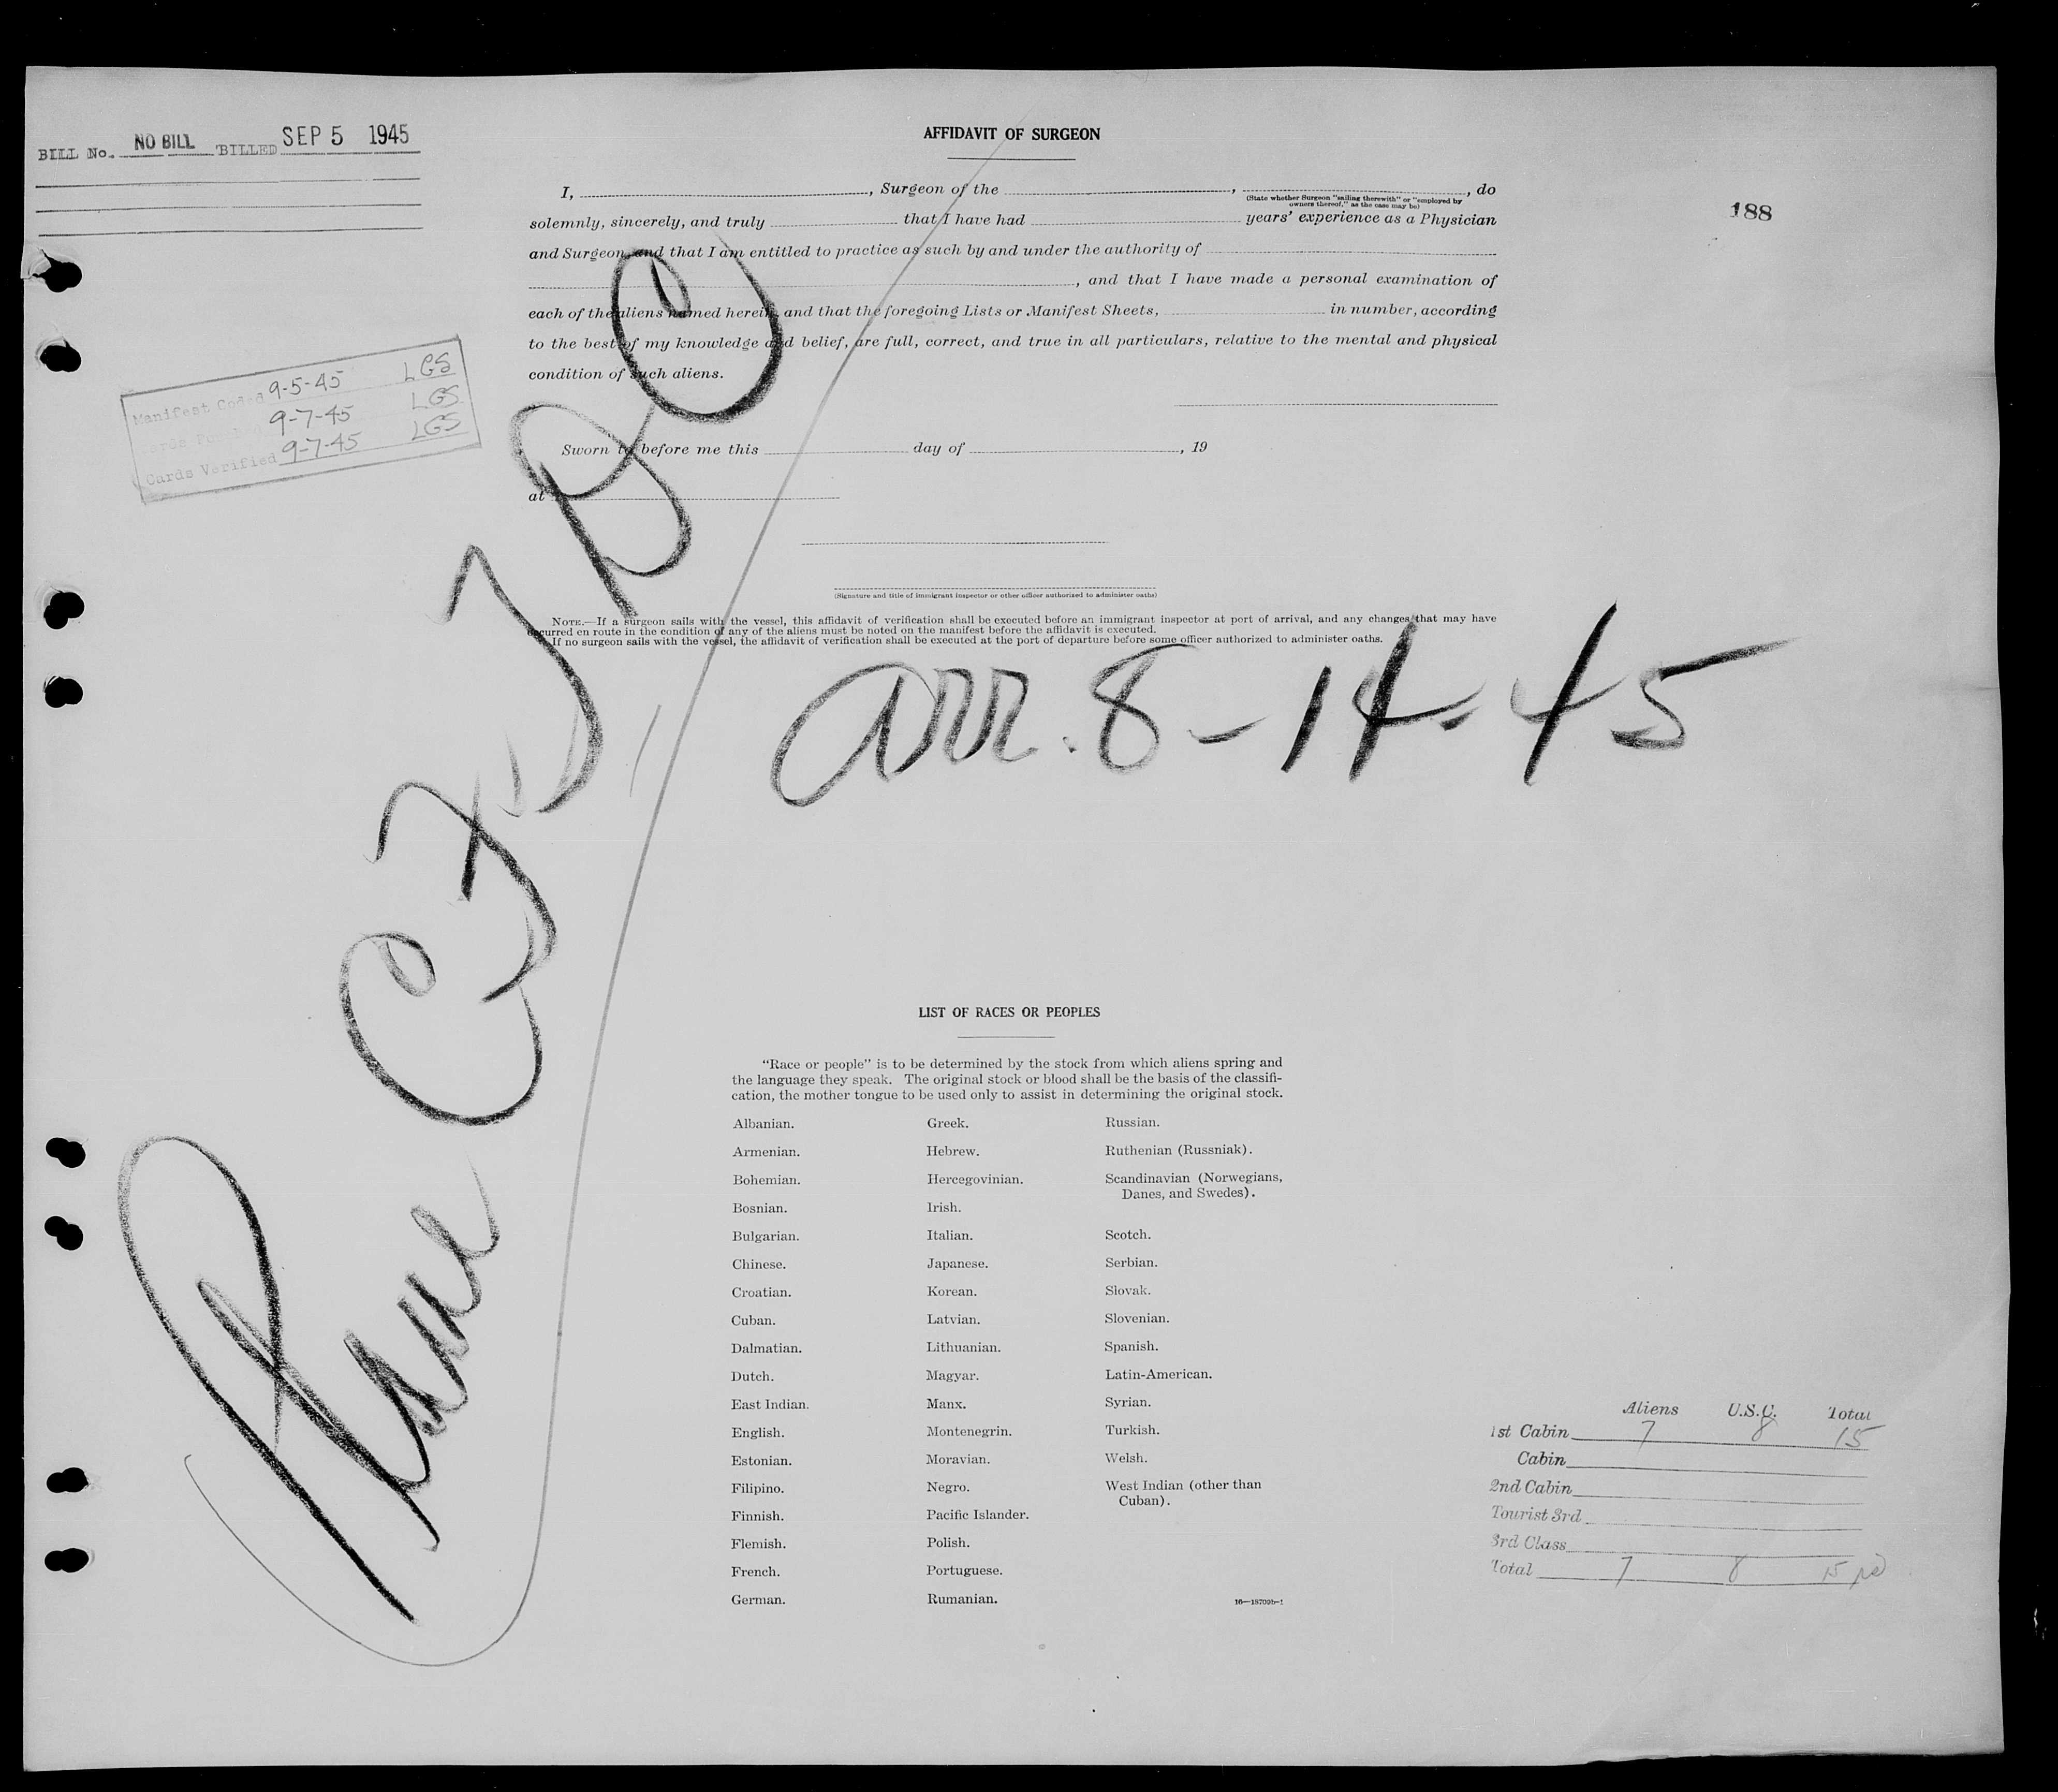 BILL No. NO BILL BILLED SEP 5 1945
AFFIDAVIT OF SURGEON
188
I, , Surgeon of the , , do
(State whether Surgeon "sailing therewith" or "employed by
owners thereof," as the case may be)
solemnly, sincerely, and truly that I have had years' experience as a Physician
and Surgeon, and that I am entitled to practice as such by and under the authority of
, and that I have made a personal examination of
each of the aliens named herein, and that the foregoing Lists or Manifest Sheets, in number, according
to the best of my knowledge and belief, are full, correct, and true in all particulars, relative to the mental and physical
condition of such aliens.
Manifest Coded 9-5-45 LGS
9-7-45 LGS
Cards Verified 9-7-45 LGS
Sworn to before me this day of , 19
at
(Signature and title of immigrant inspector or other officer authorized to administer oaths)
NOTE.—If a surgeon sails with the vessel, this affidavit of verification shall be executed before an immigrant inspector at port of arrival, and any changes that may have
occurred en route in the condition of any of the aliens must be noted on the manifest before the affidavit is executed.
If no surgeon sails with the vessel, the affidavit of verification shall be executed at the port of departure before some officer authorized to administer oaths.
Plane
arr. 8-14-45
LIST OF RACES OR PEOPLES
"Race or people" is to be determined by the stock from which aliens spring and
the language they speak. The original stock or blood shall be the basis of the classifi-
cation, the mother tongue to be used only to assist in determining the original stock.
Albanian. Greek. Russian.
Armenian. Hebrew. Ruthenian (Russniak).
Bohemian. Hercegovinian. Scandinavian (Norwegians,
Danes, and Swedes).
Bosnian. Irish.
Bulgarian. Italian. Scotch.
Chinese. Japanese. Serbian.
Croatian. Korean. Slovak.
Cuban. Latvian. Slovenian.
Dalmatian. Lithuanian. Spanish.
Dutch. Magyar. Latin-American.
East Indian. Manx. Syrian.
English. Montenegrin. Turkish.
Estonian. Moravian. Welsh.
Filipino. Negro. West Indian (other than
Cuban).
Finnish. Pacific Islander.
Flemish. Polish.
French. Portuguese.
German. Rumanian.
16—18709b-1
Aliens U.S.C. Total
1st Cabin 7 8 15
Cabin
2nd Cabin
Tourist 3rd
3rd Class
Total 7 8 15